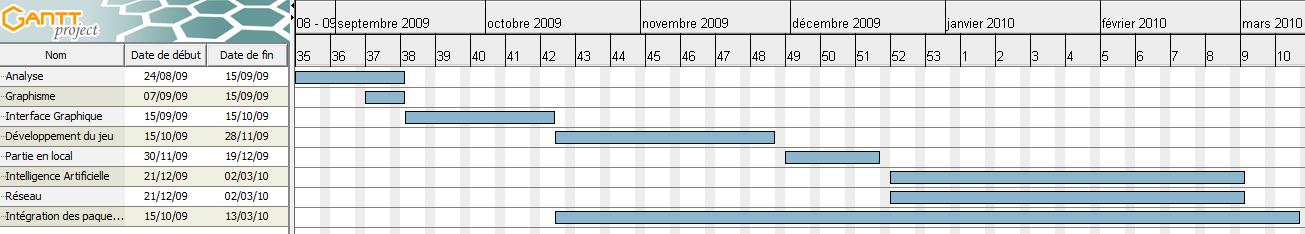 GANTT project
08 - 09 septembre 2009 octobre 2009 novembre 2009 décembre 2009 janvier 2010 février 2010 mars 2010
Nom Date de début Date de fin 35 36 37 38 39 40 41 42 43 44 45 46 47 48 49 50 51 52 53 1 2 3 4 5 6 7 8 9 10
Analyse 24/08/09 15/09/09
Graphisme 07/09/09 15/09/09
Interface Graphique 15/09/09 15/10/09
Développement du jeu 15/10/09 28/11/09
Partie en local 30/11/09 19/12/09
Intelligence Artificielle 21/12/09 02/03/10
Réseau 21/12/09 02/03/10
Intégration des paque... 15/10/09 13/03/10